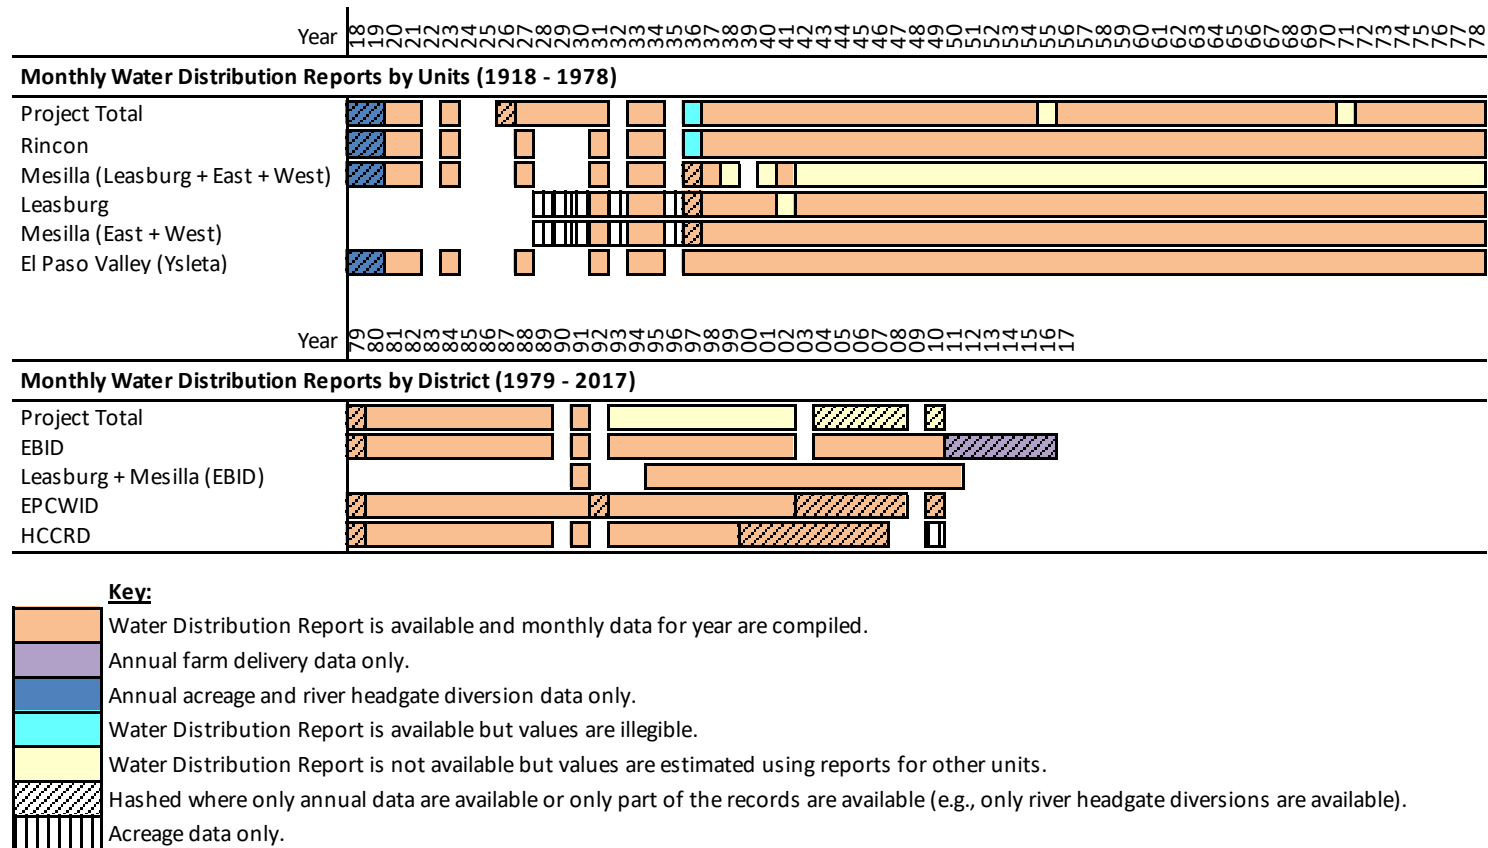 Year 18 19 20 21 22 23 24 25 26 27 28 29 30 31 32 33 34 35 36 37 38 39 40 41 42 43 44 45 46 47 48 49 50 51 52 53 54 55 56 57 58 59 60 61 62 63 64 65 66 67 68 69 70 71 72 73 74 75 76 77 78
Monthly Water Distribution Reports by Units (1918 - 1978)
Project Total
Rincon
Mesilla (Leasburg + East + West)
Leasburg
Mesilla (East + West)
El Paso Valley (Ysleta)
Year 79 80 81 82 83 84 85 86 87 88 89 90 91 92 93 94 95 96 97 98 99 00 01 02 03 04 05 06 07 08 09 10 11 12 13 14 15 16 17
Monthly Water Distribution Reports by District (1979 - 2017)
Project Total
EBID
Leasburg + Mesilla (EBID)
EPCWID
HCCRD
Key:
Water Distribution Report is available and monthly data for year are compiled.
Annual farm delivery data only.
Annual acreage and river headgate diversion data only.
Water Distribution Report is available but values are illegible.
Water Distribution Report is not available but values are estimated using reports for other units.
Hashed where only annual data are available or only part of the records are available (e.g., only river headgate diversions are available).
Acreage data only.